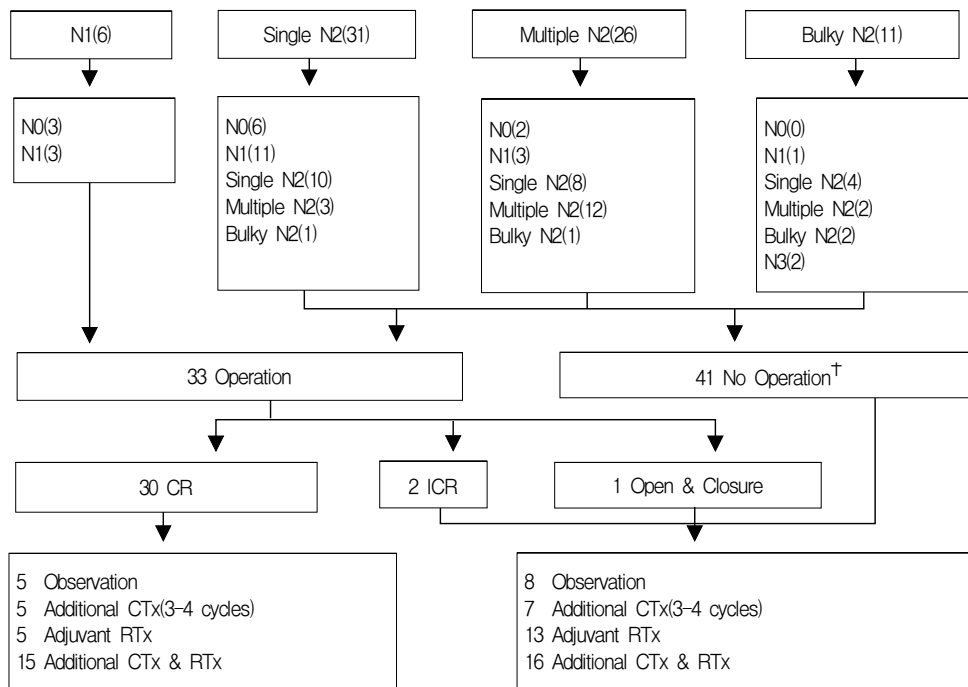 N1(6)
Single N2(31)
Multiple N2(26)
Bulky N2(11)
N0(3)
N1(3)
N0(6)
N1(11)
Single N2(10)
Multiple N2(3)
Bulky N2(1)
N0(2)
N1(3)
Single N2(8)
Multiple N2(12)
Bulky N2(1)
N0(0)
N1(1)
Single N2(4)
Multiple N2(2)
Bulky N2(2)
N3(2)
33 Operation
41 No Operation†
30 CR
2 ICR
1 Open & Closure
5 Observation
5 Additional CTx(3-4 cycles)
5 Adjuvant RTx
15 Additional CTx & RTx
8 Observation
7 Additional CTx(3-4 cycles)
13 Adjuvant RTx
16 Additional CTx & RTx